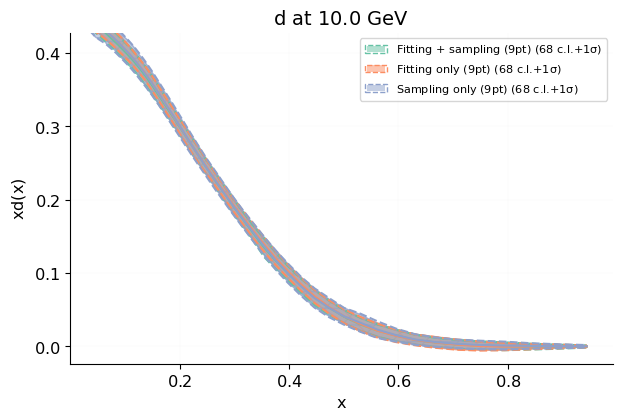 d at 10.0 GeV
Fitting + sampling (9pt) (68 c.l.+1σ)
Fitting only (9pt) (68 c.l.+1σ)
Sampling only (9pt) (68 c.l.+1σ)
xd(x)
0.4
0.3
0.2
0.1
0.0
0.2 0.4 0.6 0.8
x